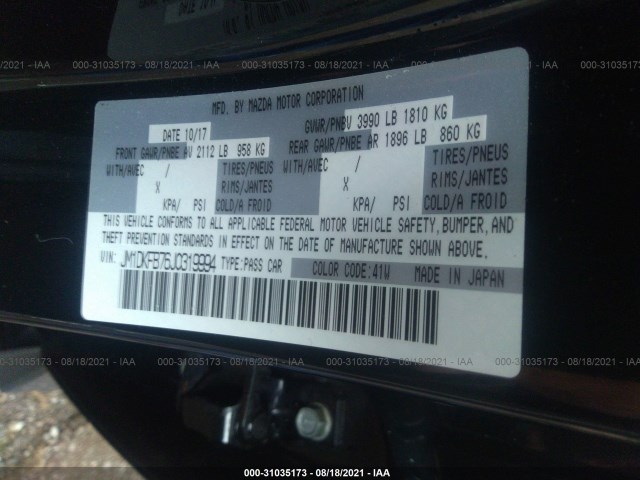 000-31035173 - 08/18/2021 - IAA
MFD. BY MAZDA MOTOR CORPORATION
DATE 10/17 GVWR/PNBV 3990 LB 1810 KG
FRONT GAWR/PNBE AV 2112 LB 958 KG REAR GAWR/PNBE AR 1896 LB 860 KG
WITH/AVEC / TIRES/PNEUS WITH/AVEC / TIRES/PNEUS
X RIMS/JANTES X RIMS/JANTES
KPA/ PSI COLD/A FROID KPA/ PSI COLD/A FROID
THIS VEHICLE CONFORMS TO ALL APPLICABLE FEDERAL MOTOR VEHICLE SAFETY, BUMPER, AND
THEFT PREVENTION STANDARDS IN EFFECT ON THE DATE OF MANUFACTURE SHOWN ABOVE.
VIN: JM1DKFB76J0319994 TYPE:PASS CAR COLOR CODE:41W MADE IN JAPAN
000-31035173 - 08/18/2021 - IAA
000-31035173 - 08/18/2021 - IAA